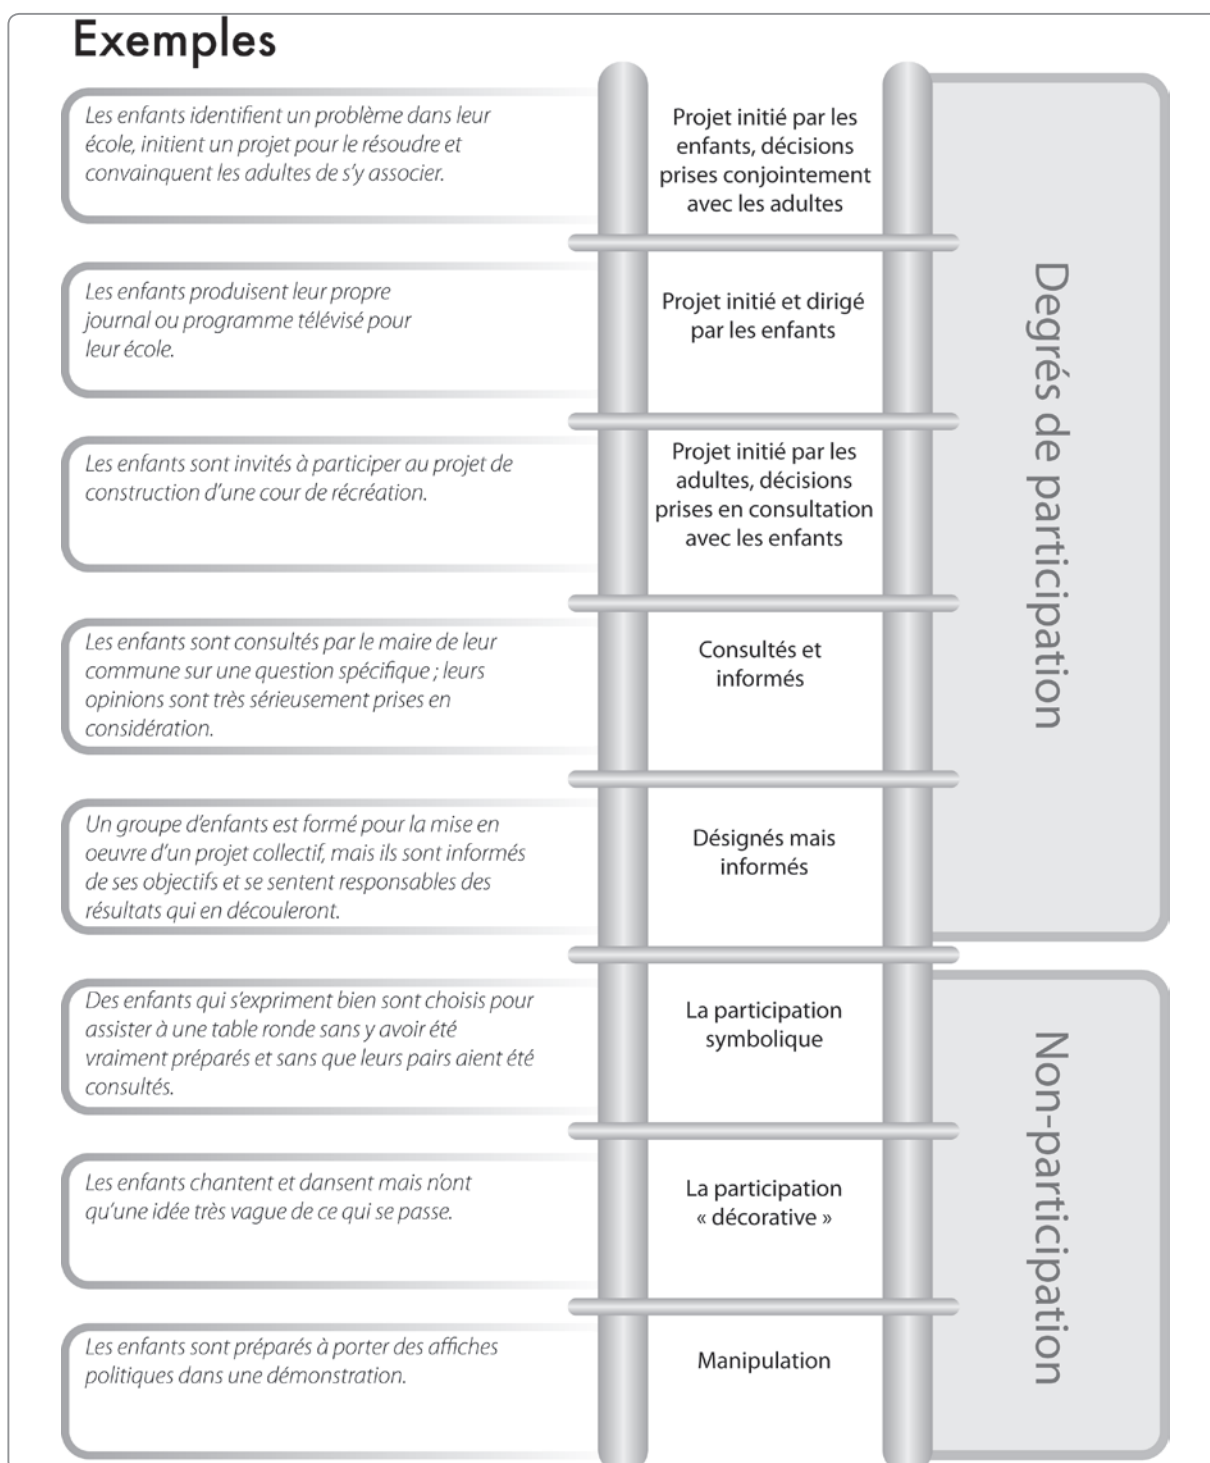 Exemples
Les enfants identifient un problème dans leur
école, initient un projet pour le résoudre et
convainquent les adultes de s'y associer.
Projet initié par les
enfants, décisions
prises conjointement
avec les adultes
Les enfants produisent leur propre
journal ou programme télévisé pour
leur école.
Projet initié et dirigé
par les enfants
Les enfants sont invités à participer au projet de
construction d'une cour de récréation.
Projet initié par les
adultes, décisions
prises en consultation
avec les enfants
Les enfants sont consultés par le maire de leur
commune sur une question spécifique ; leurs
opinions sont très sérieusement prises en
considération.
Consultés et
informés
Un groupe d'enfants est formé pour la mise en
oeuvre d'un projet collectif, mais ils sont informés
de ses objectifs et se sentent responsables des
résultats qui en découleront.
Désignés mais
informés
Degrés de participation
Des enfants qui s'expriment bien sont choisis pour
assister à une table ronde sans y avoir été
vraiment préparés et sans que leurs pairs aient été
consultés.
La participation
symbolique
Les enfants chantent et dansent mais n'ont
qu'une idée très vague de ce qui se passe.
La participation
« décorative »
Les enfants sont préparés à porter des affiches
politiques dans une démonstration.
Manipulation
Non-participation